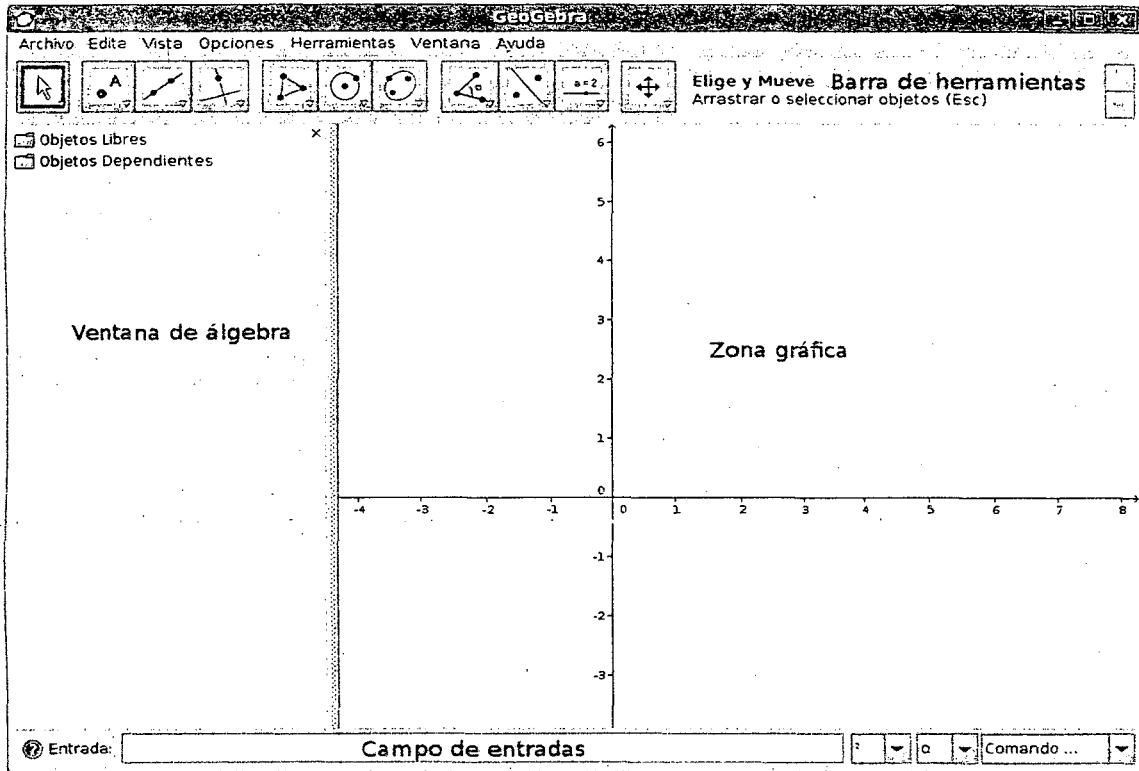 GeoGebra
Archivo Edita Vista Opciones Herramientas Ventana Ayuda
A
α
a = 2
Elige y Mueve Barra de herramientas
Arrastrar o seleccionar objetos (Esc)
Objetos Libres
Objetos Dependientes
Ventana de álgebra
Zona gráfica
6
5
4
3
2
1
0
-4 -3 -2 -1 0 1 2 3 4 5 6 7 8
-1
-2
-3
Entrada: Campo de entradas ² α Comando ...